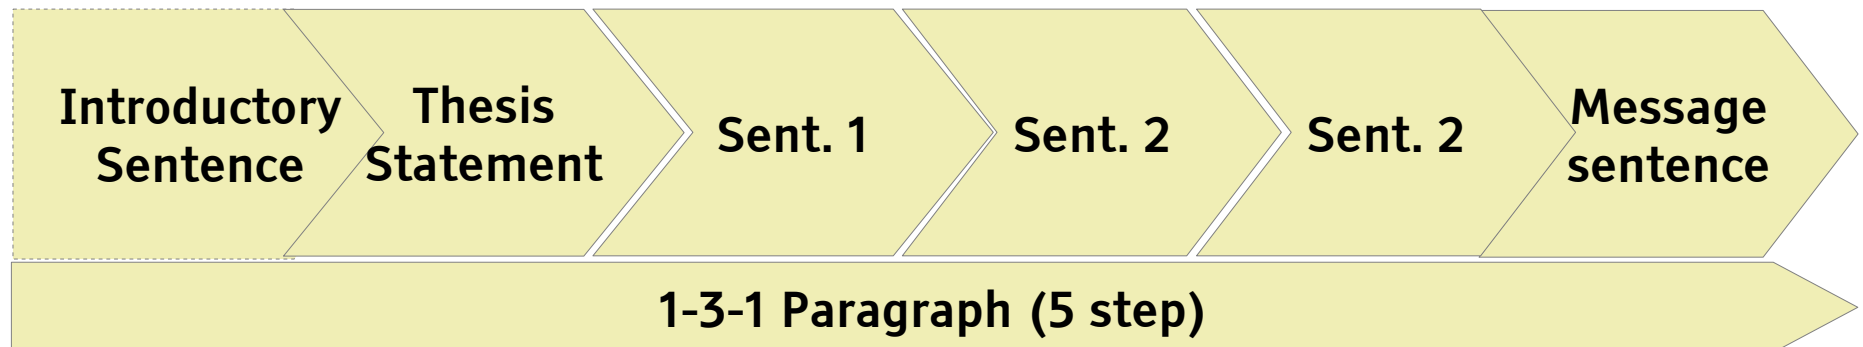 Introductory
Sentence
Thesis
Statement
Sent. 1
Sent. 2
Sent. 2
Message
sentence
1-3-1 Paragraph (5 step)